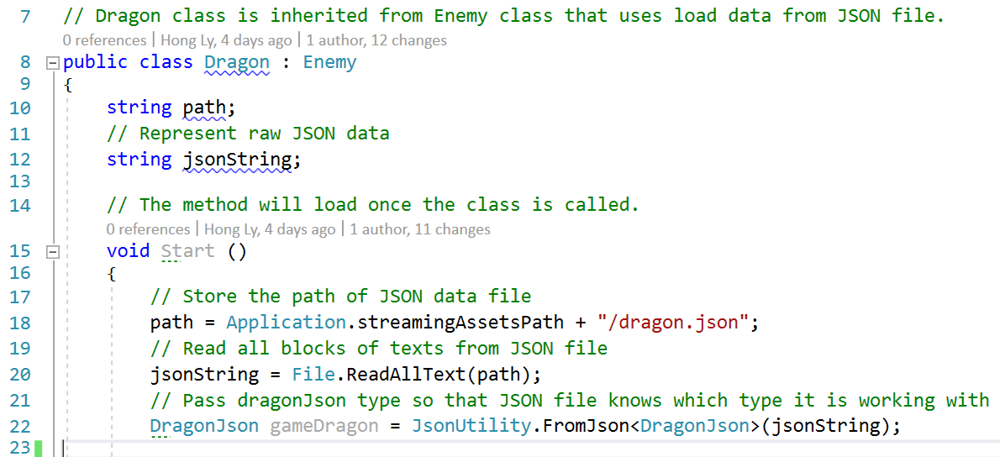 7 // Dragon class is inherited from Enemy class that uses load data from JSON file.
0 references | Hong Ly, 4 days ago | 1 author, 12 changes
8 public class Dragon : Enemy
9 {
10 string path;
11 // Represent raw JSON data
12 string jsonString;
13
14 // The method will load once the class is called.
0 references | Hong Ly, 4 days ago | 1 author, 11 changes
15 void Start ()
16 {
17 // Store the path of JSON data file
18 path = Application.streamingAssetsPath + "/dragon.json";
19 // Read all blocks of texts from JSON file
20 jsonString = File.ReadAllText(path);
21 // Pass dragonJson type so that JSON file knows which type it is working with
22 DragonJson gameDragon = JsonUtility.FromJson<DragonJson>(jsonString);
23